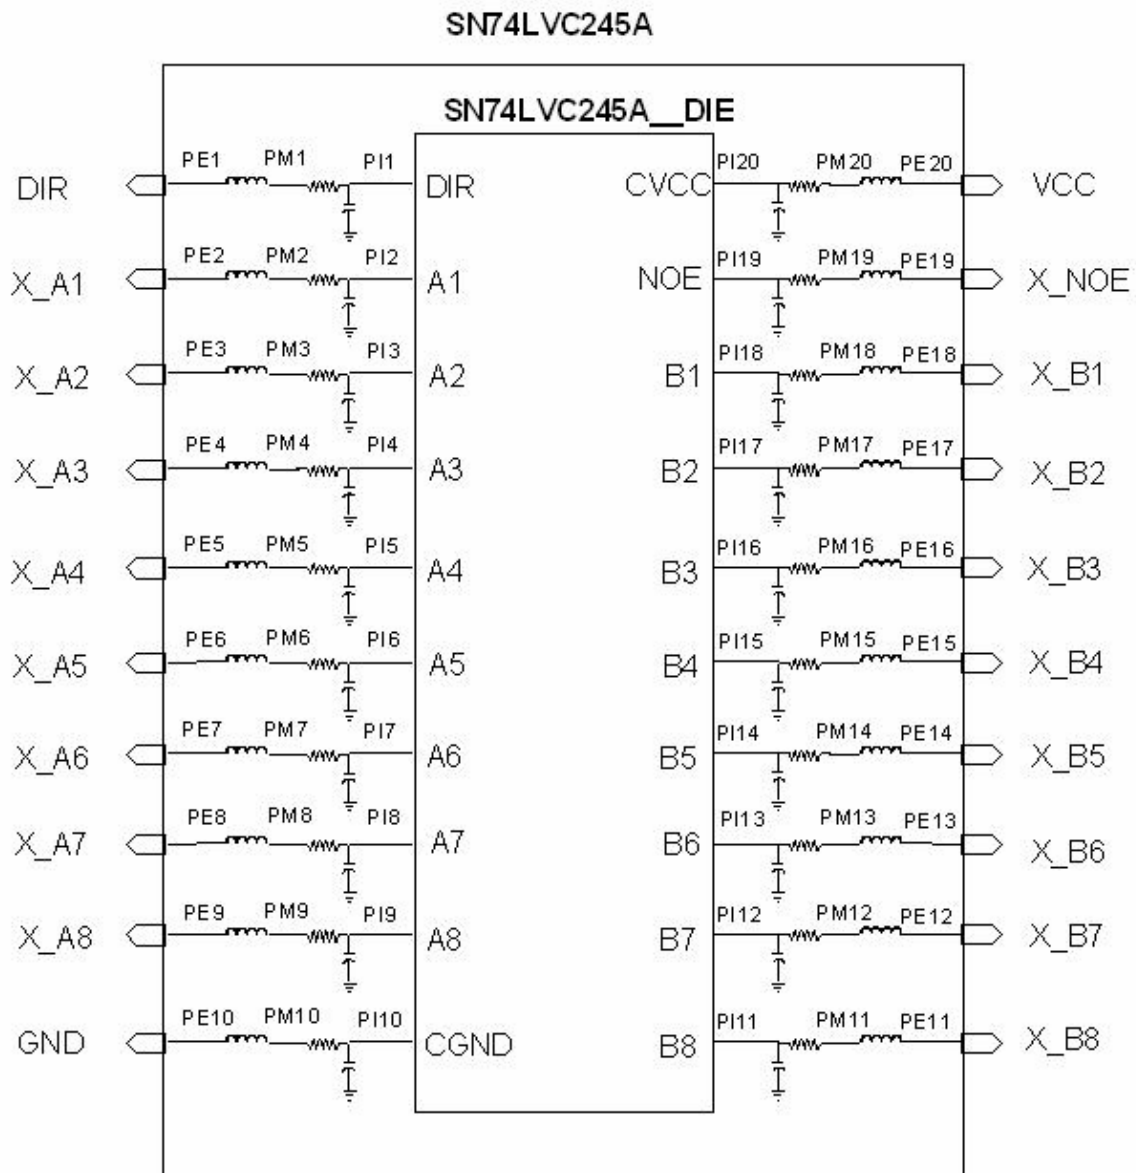 SN74LVC245A
SN74LVC245A__DIE
PE1 PM1 PI1 PI20 PM20 PE20
DIR DIR CVCC VCC
PE2 PM2 PI2 PI19 PM19 PE19
X_A1 A1 NOE X_NOE
PE3 PM3 PI3 PI18 PM18 PE18
X_A2 A2 B1 X_B1
PE4 PM4 PI4 PI17 PM17 PE17
X_A3 A3 B2 X_B2
PE5 PM5 PI5 PI16 PM16 PE16
X_A4 A4 B3 X_B3
PE6 PM6 PI6 PI15 PM15 PE15
X_A5 A5 B4 X_B4
PE7 PM7 PI7 PI14 PM14 PE14
X_A6 A6 B5 X_B5
PE8 PM8 PI8 PI13 PM13 PE13
X_A7 A7 B6 X_B6
PE9 PM9 PI9 PI12 PM12 PE12
X_A8 A8 B7 X_B7
PE10 PM10 PI10 PI11 PM11 PE11
GND CGND B8 X_B8